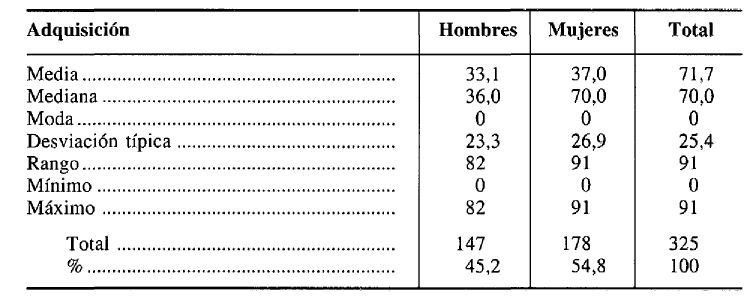 Adquisición Hombres Mujeres Total
Media 33,1 37,0 71,7
Mediana 36,0 70,0 70,0
Moda 0 0 0
Desviación típica 23,3 26,9 25,4
Rango 82 91 91
Mínimo 0 0 0
Máximo 82 91 91
Total 147 178 325
% 45,2 54,8 100